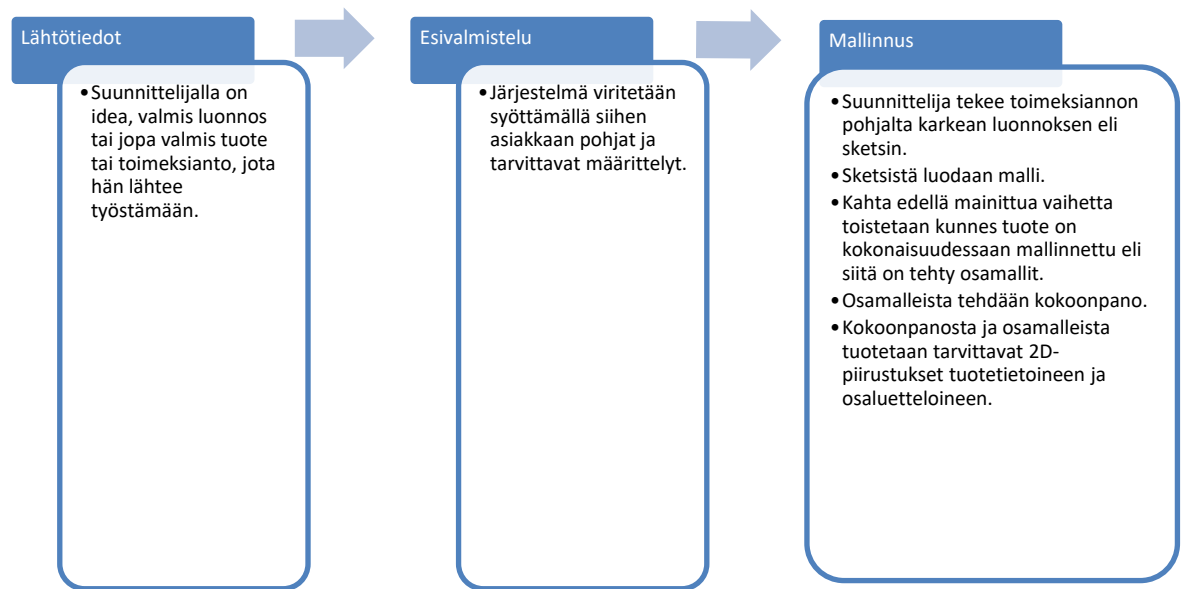 Lähtötiedot
•Suunnittelijalla on
idea, valmis luonnos
tai jopa valmis tuote
tai toimeksianto, jota
hän lähtee
työstämään.
Esivalmistelu
•Järjestelmä viritetään
syöttämällä siihen
asiakkaan pohjat ja
tarvittavat määrittelyt.
Mallinnus
•Suunnittelija tekee toimeksiannon
pohjalta karkean luonnoksen eli
sketsin.
•Sketsistä luodaan malli.
•Kahta edellä mainittua vaihetta
toistetaan kunnes tuote on
kokonaisuudessaan mallinnettu eli
siitä on tehty osamallit.
•Osamalleista tehdään kokoonpano.
•Kokoonpanosta ja osamalleista
tuotetaan tarvittavat 2D-
piirustukset tuotetietoineen ja
osaluetteloineen.